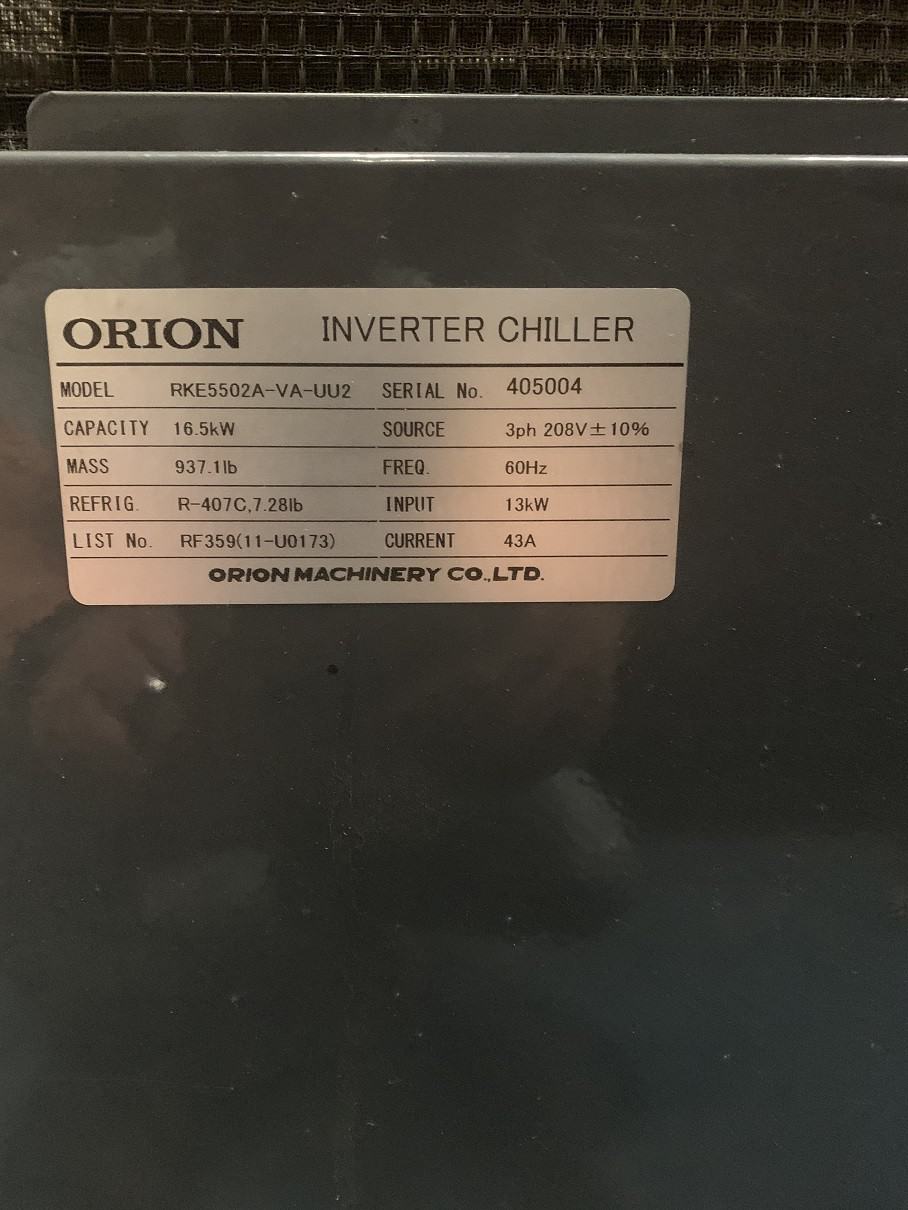 ORION INVERTER CHILLER
MODEL RKE5502A-VA-UU2 SERIAL No. 405004
CAPACITY 16.5kW SOURCE 3ph 208V±10%
MASS 937.1lb FREQ. 60Hz
REFRIG. R-407C,7.28lb INPUT 13kW
LIST No. RF359(11-U0173) CURRENT 43A
ORION MACHINERY CO.,LTD.